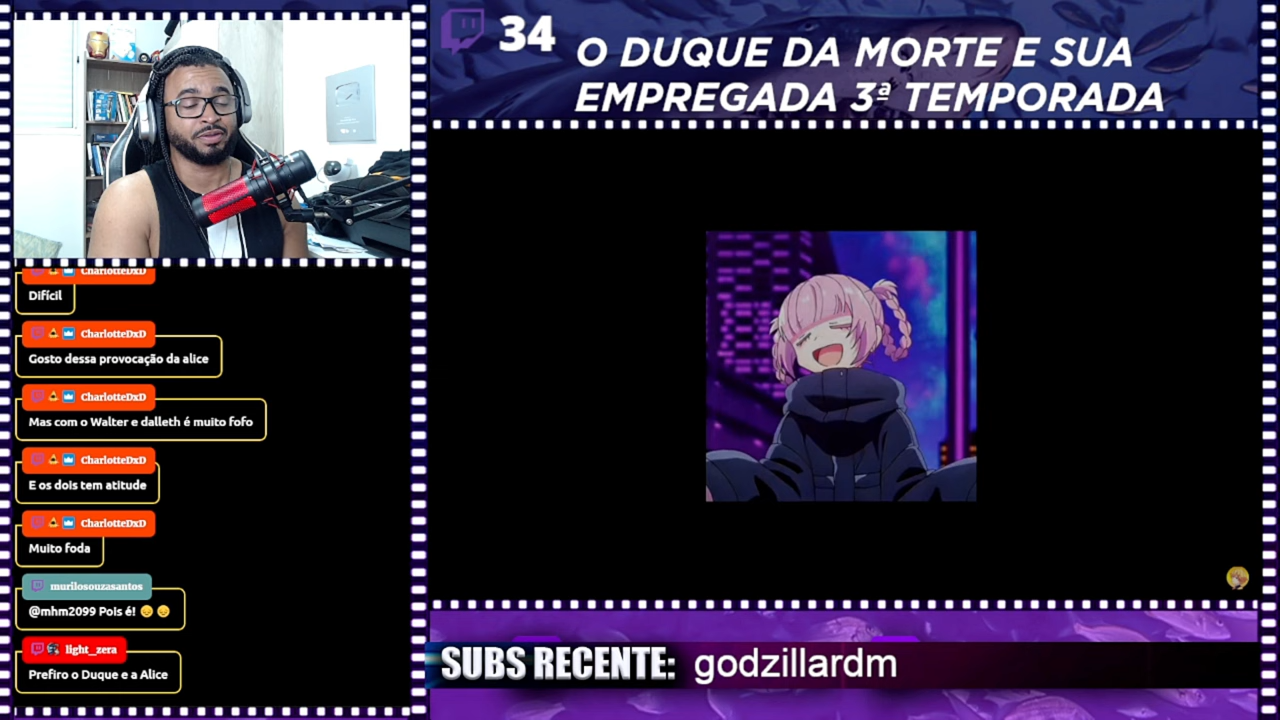 34
O DUQUE DA MORTE E SUA
EMPREGADA 3ª TEMPORADA
CharlotteDxD
Difícil
CharlotteDxD
Gosto dessa provocação da alice
CharlotteDxD
Mas com o Walter e dalleth é muito fofo
CharlotteDxD
E os dois tem atitude
CharlotteDxD
Muito foda
murilosouzasantos
@mhm2099 Pois é! 😔😔
light_zera
Prefiro o Duque e a Alice
SUBS RECENTE: godzillardm